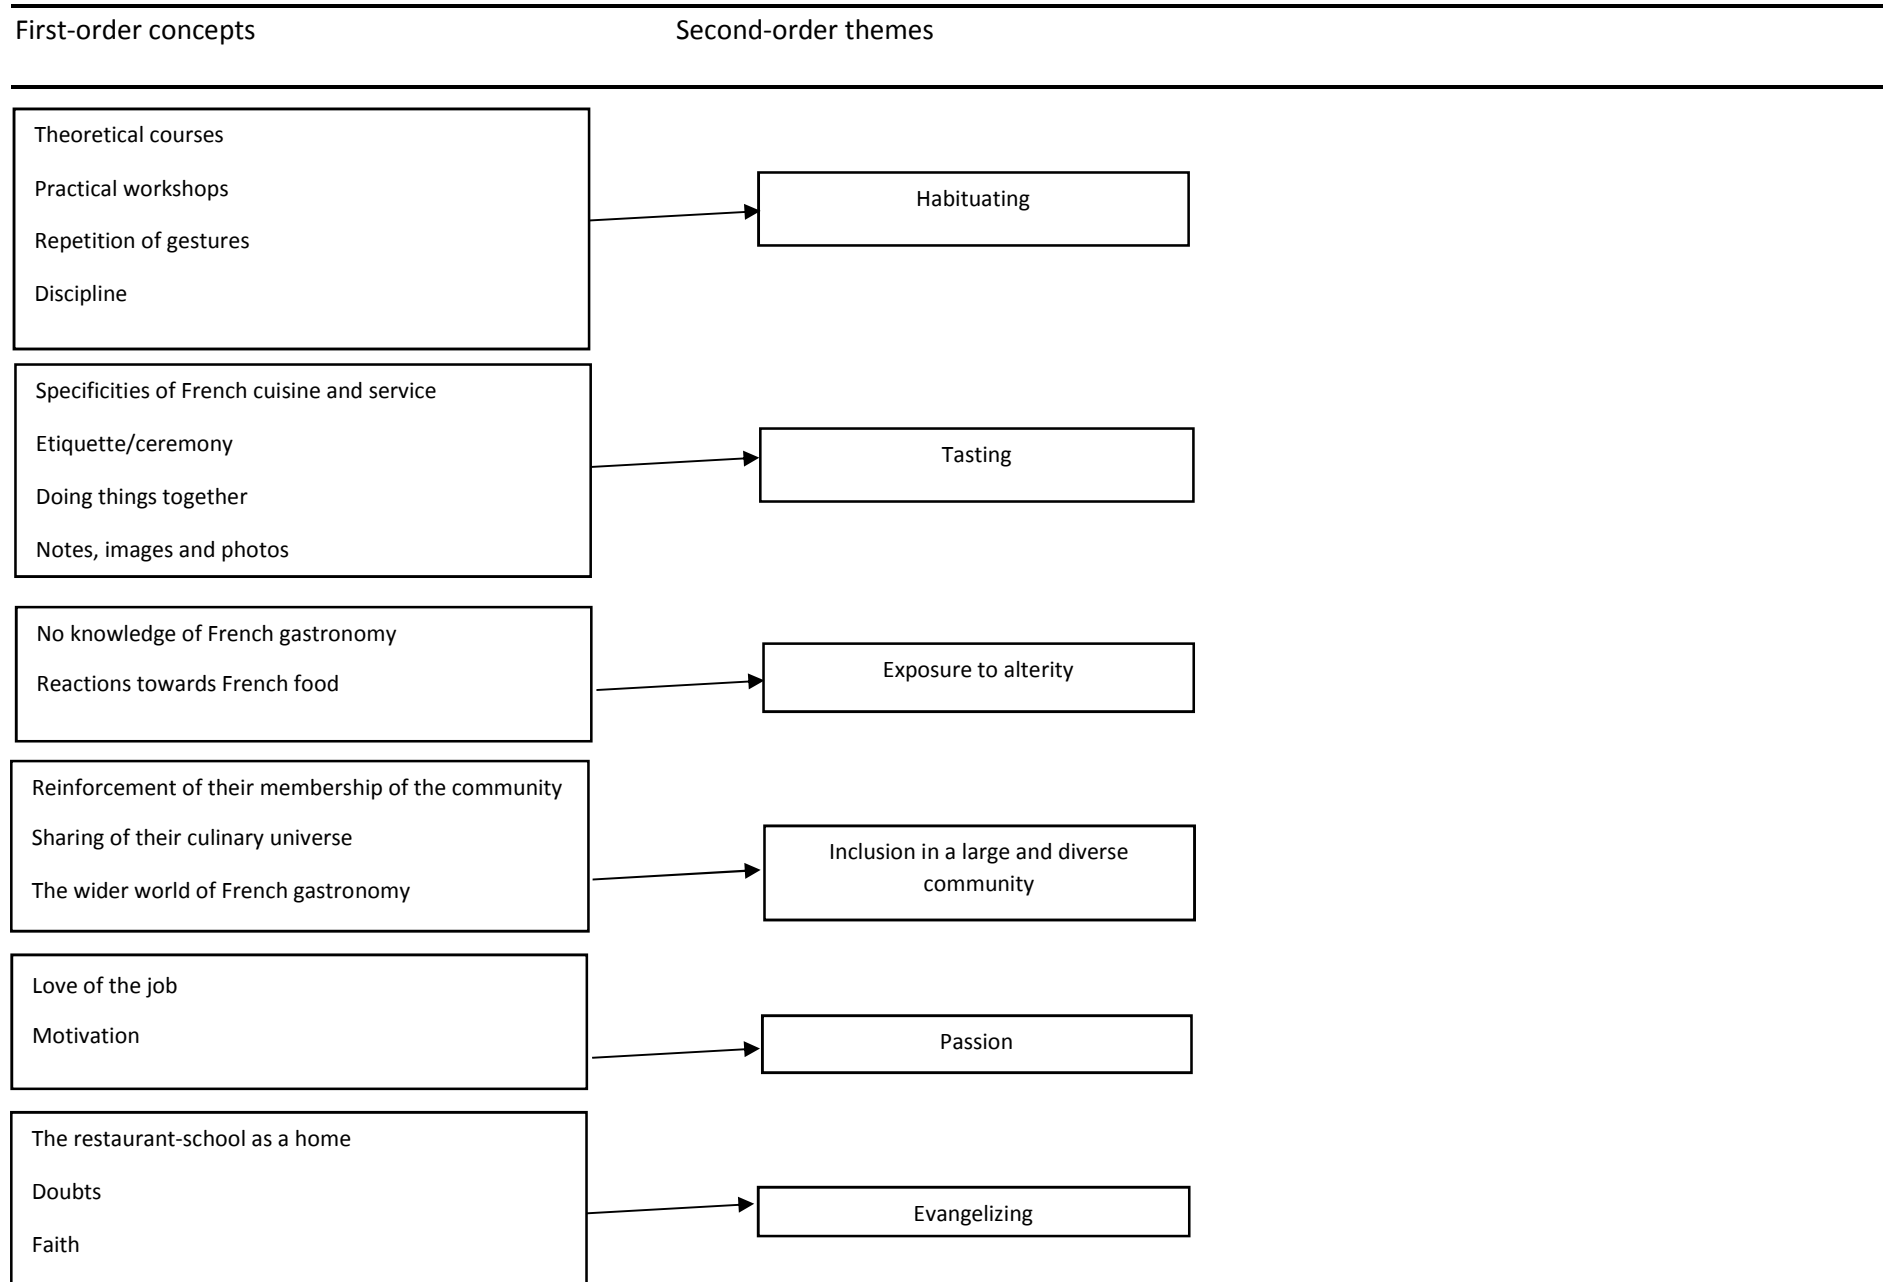 First-order concepts
Second-order themes
Theoretical courses
Practical workshops
Repetition of gestures
Discipline
Habituating
Specificities of French cuisine and service
Etiquette/ceremony
Doing things together
Notes, images and photos
Tasting
No knowledge of French gastronomy
Reactions towards French food
Exposure to alterity
Reinforcement of their membership of the community
Sharing of their culinary universe
The wider world of French gastronomy
Inclusion in a large and diverse
community
Love of the job
Motivation
Passion
The restaurant-school as a home
Doubts
Faith
Evangelizing